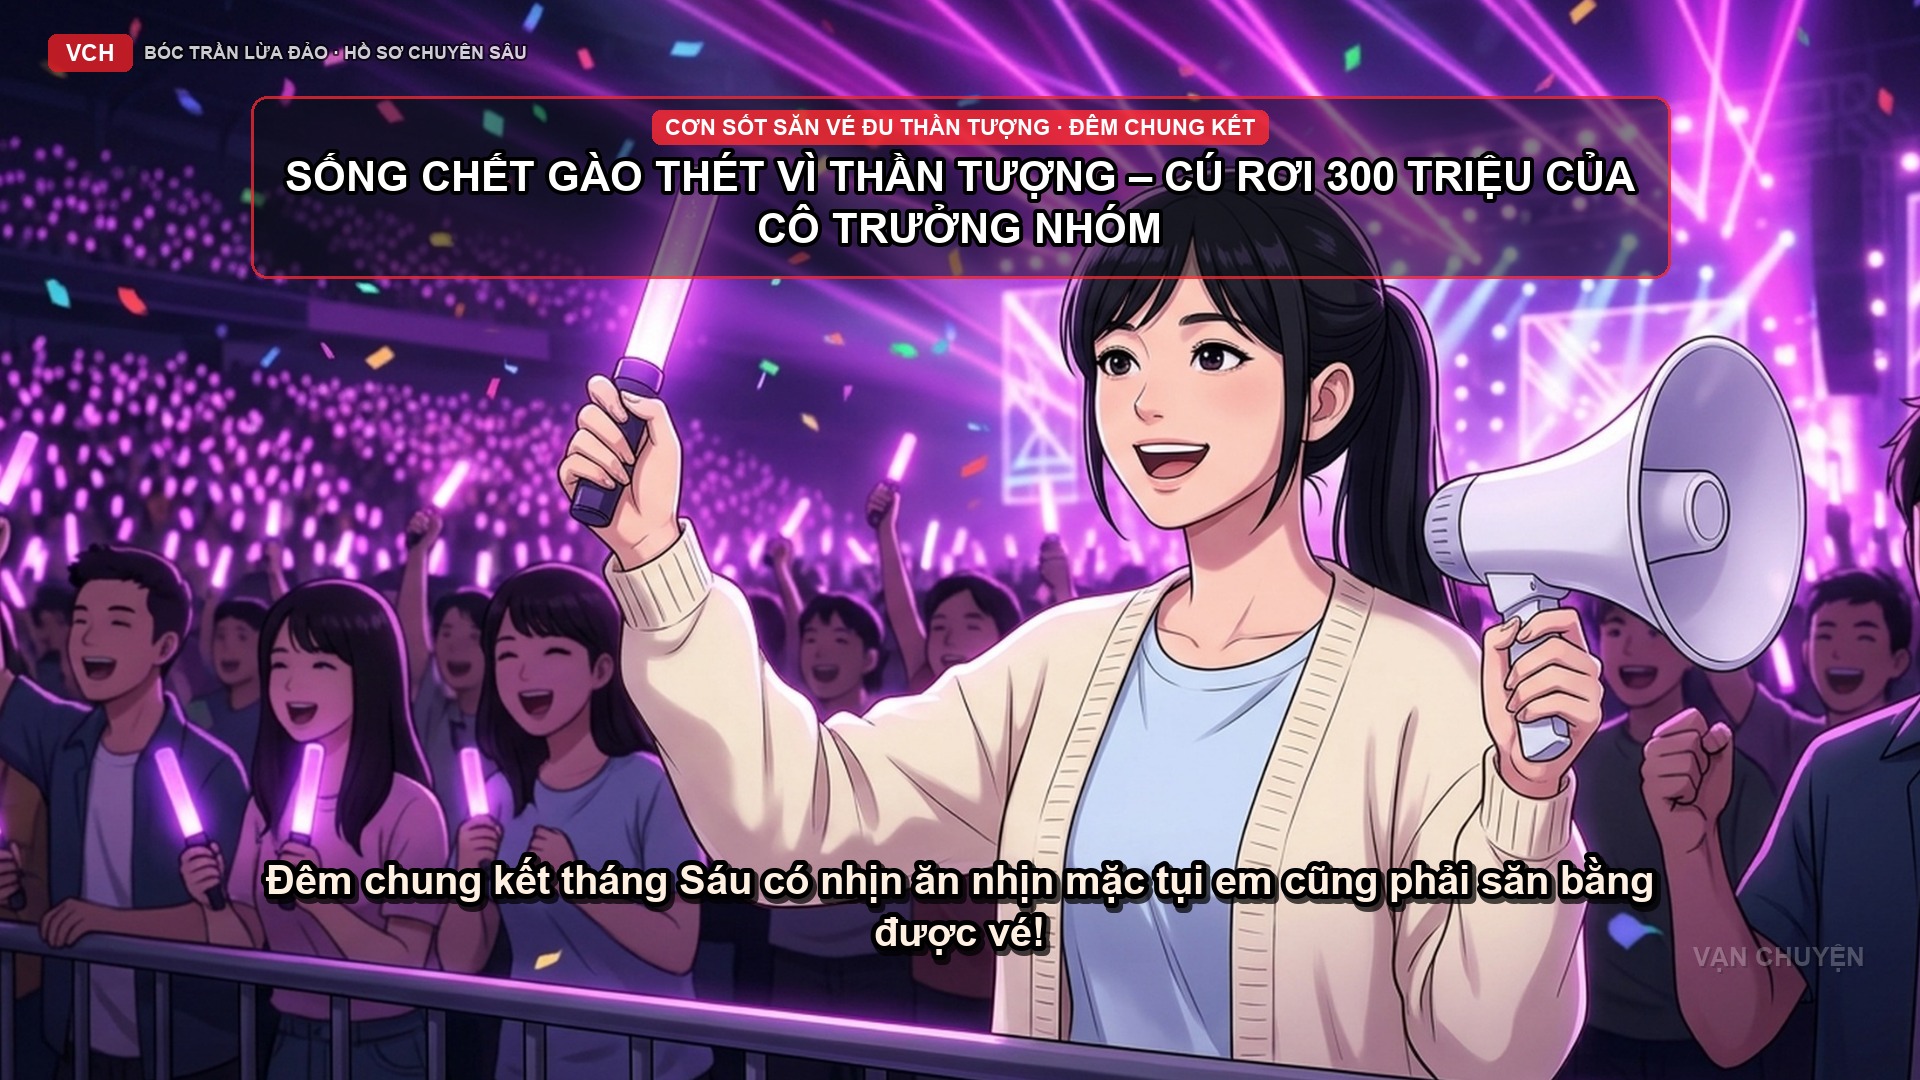 VCH BÓC TRẦN LỪA ĐẢO · HỒ SƠ CHUYÊN SÂU
CƠN SỐT SĂN VÉ ĐU THẦN TƯỢNG · ĐÊM CHUNG KẾT
SỐNG CHẾT GÀO THÉT VÌ THẦN TƯỢNG – CÚ RƠI 300 TRIỆU CỦA
CÔ TRƯỞNG NHÓM
Đêm chung kết tháng Sáu có nhịn ăn nhịn mặc tụi em cũng phải săn bằng
được vé!
VẠN CHUYỆN